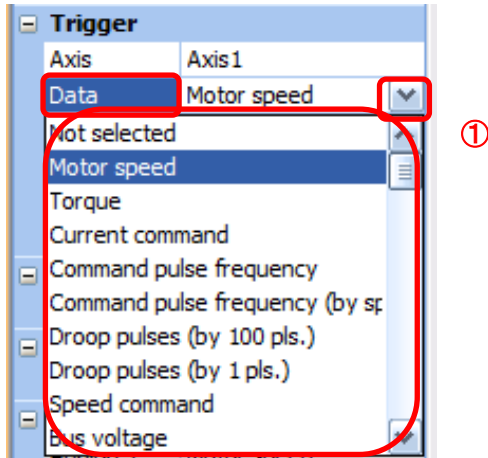 Trigger
Axis Axis1
Data Motor speed
①
Not selected
Motor speed
Torque
Current command
Command pulse frequency
Command pulse frequency (by sp
Droop pulses (by 100 pls.)
Droop pulses (by 1 pls.)
Speed command
Bus voltage